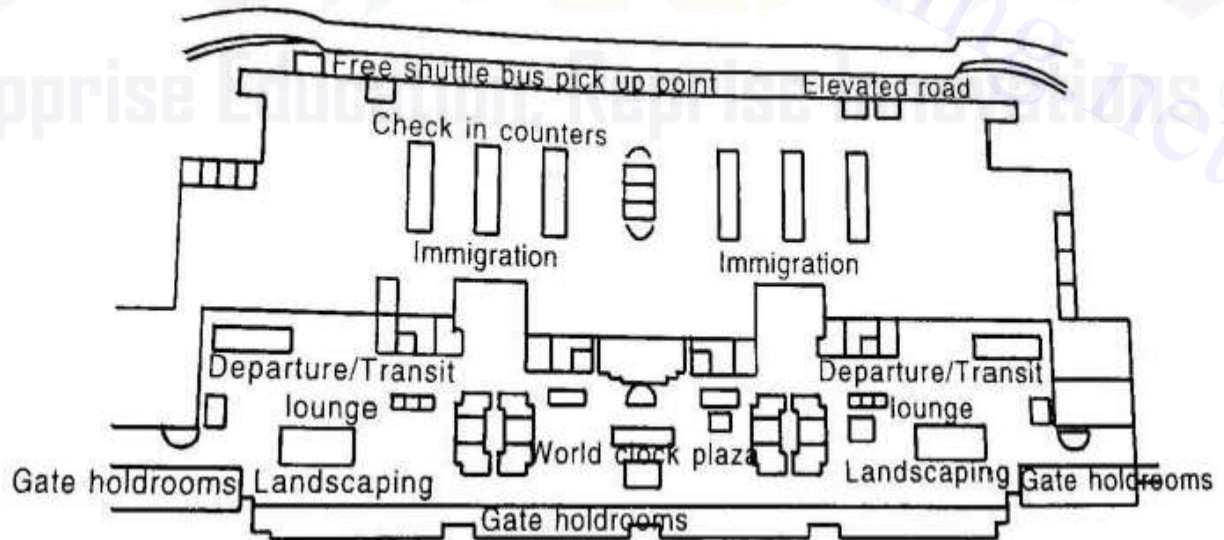 Free shuttle bus pick up point
Elevated road
Check in counters
Immigration
Immigration
Departure/Transit
lounge
Departure/Transit
lounge
World clock plaza
Landscaping
Landscaping
Gate holdrooms
Gate holdrooms
Gate holdrooms